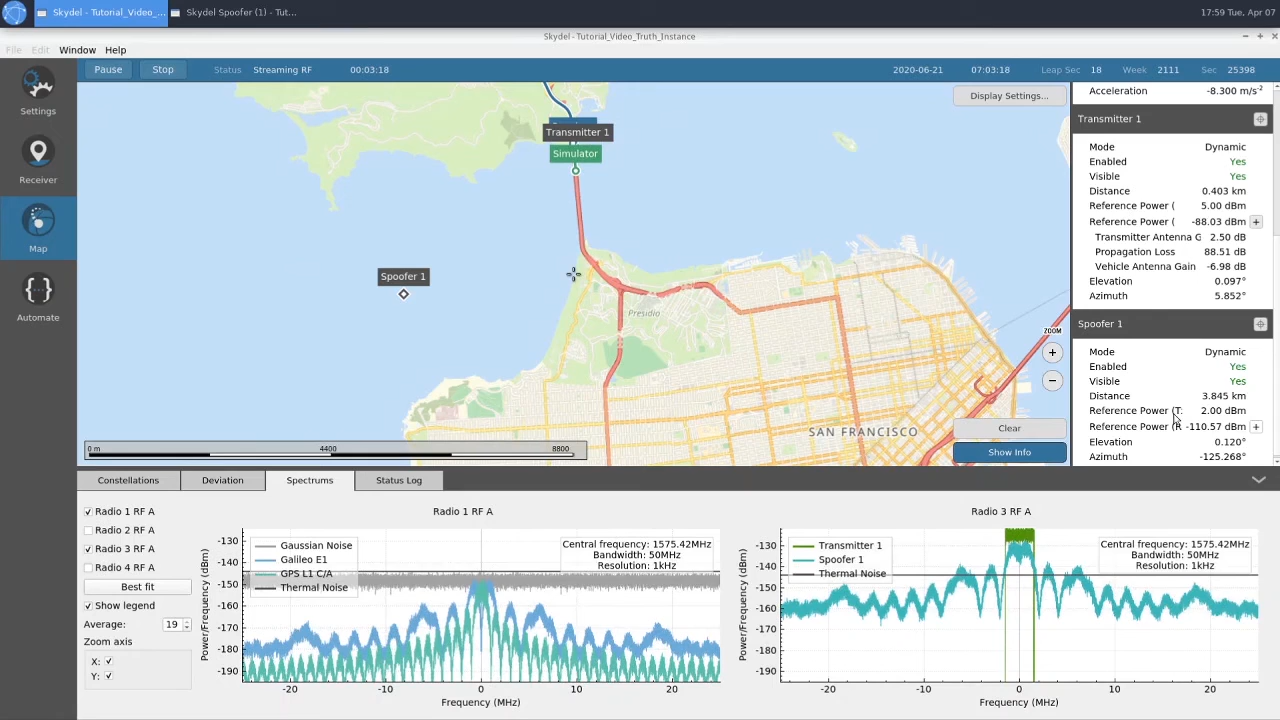 Skydel - Tutorial_Video_... Skydel Spoofer (1) - Tut... 17:59 Tue, Apr 07
Skydel - Tutorial_Video_Truth_Instance
File Edit Window Help
Pause Stop Status Streaming RF 00:03:18 2020-06-21 07:03:18 Leap Sec 18 Week 2111 Sec 25398
Settings
Receiver
Map
Automate
Display Settings...
Transmitter 1
Simulator
Spoofer 1
Presidio
SAN FRANCISCO
ZOOM
+
−
Clear
Show Info
0 m 4400 8800
Acceleration -8.300 m/s⁻²
Transmitter 1
Mode Dynamic
Enabled Yes
Visible Yes
Distance 0.403 km
Reference Power ( 5.00 dBm
Reference Power ( -88.03 dBm +
Transmitter Antenna G 2.50 dB
Propagation Loss 88.51 dB
Vehicle Antenna Gain -6.98 dB
Elevation 0.097°
Azimuth 5.852°
Spoofer 1
Mode Dynamic
Enabled Yes
Visible Yes
Distance 3.845 km
Reference Power (T: 2.00 dBm
Reference Power (R -110.57 dBm +
Elevation 0.120°
Azimuth -125.268°
Constellations Deviation Spectrums Status Log
Radio 1 RF A
Radio 2 RF A
Radio 3 RF A
Radio 4 RF A
Best fit
Show legend
Average: 19
Zoom axis
X:
Y:
Radio 1 RF A
Power/Frequency (dBm)
-130
-140
-150
-160
-170
-180
-190
Gaussian Noise
Galileo E1
GPS L1 C/A
Thermal Noise
Central frequency: 1575.42MHz
Bandwidth: 50MHz
Resolution: 1kHz
-20 -10 0 10 20
Frequency (MHz)
Radio 3 RF A
Power/Frequency (dBm)
-130
-140
-150
-160
-170
-180
-190
Transmitter 1
Spoofer 1
Thermal Noise
Central frequency: 1575.42MHz
Bandwidth: 50MHz
Resolution: 1kHz
-20 -10 0 10 20
Frequency (MHz)